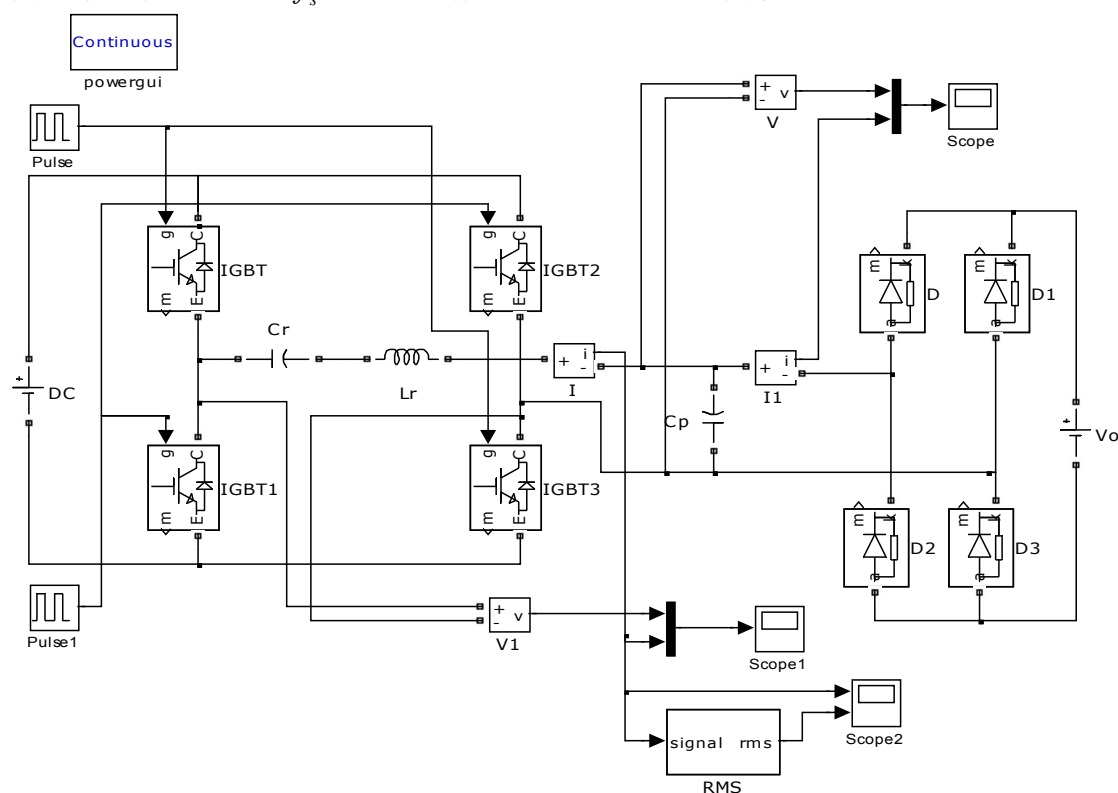 Continuous
powergui
Pulse
+
v
-
V
Scope
g
C
IGBT
m
E
g
C
IGBT2
m
E
m
k
a
D
m
k
a
D1
Cr
Lr
+
i
-
I
+
i
-
I1
+
DC
Cp
+
Vo
g
C
IGBT1
m
E
g
C
IGBT3
m
E
m
k
a
D2
m
k
a
D3
Pulse1
+
v
-
V1
Scope1
signal rms
RMS
Scope2